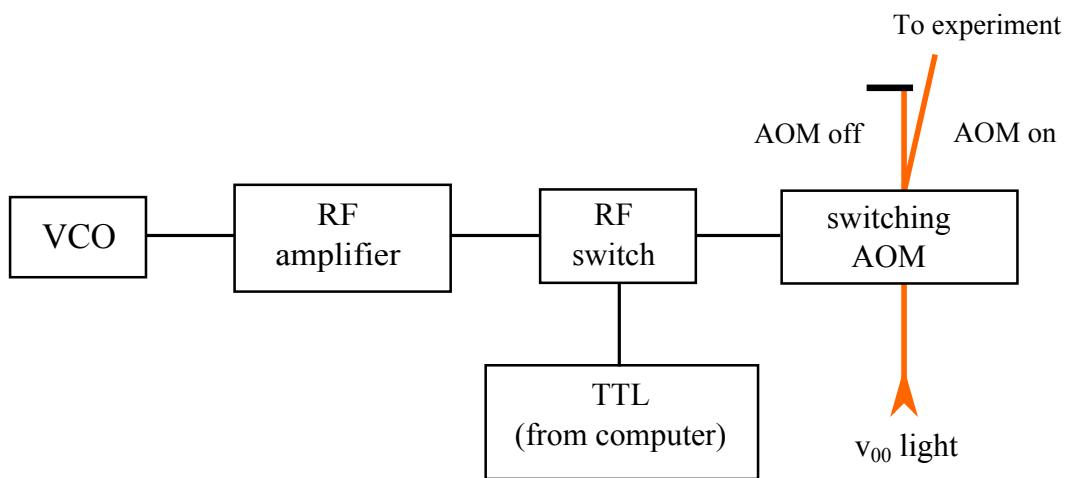 To experiment
AOM off
AOM on
VCO
RF
amplifier
RF
switch
switching
AOM
TTL
(from computer)
v₀₀ light